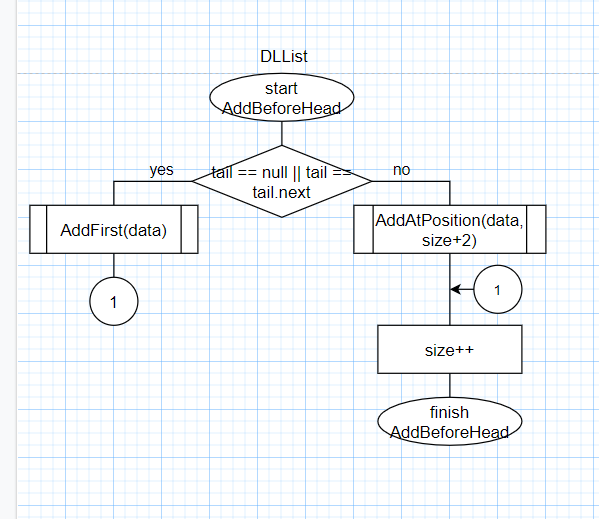 DLList
start
AddBeforeHead
yes
tail == null || tail ==
tail.next
no
AddFirst(data)
AddAtPosition(data,
size+2)
1
1
size++
finish
AddBeforeHead